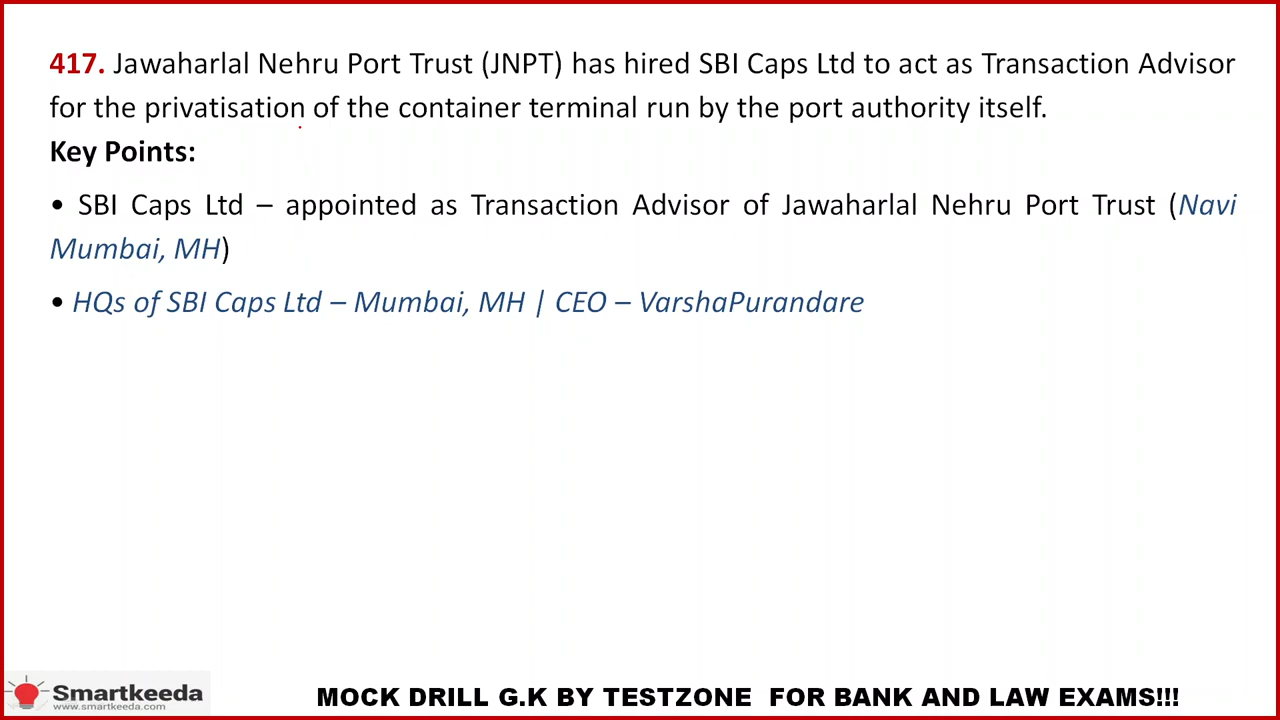 417. Jawaharlal Nehru Port Trust (JNPT) has hired SBI Caps Ltd to act as Transaction Advisor
for the privatisation of the container terminal run by the port authority itself.
Key Points:
• SBI Caps Ltd – appointed as Transaction Advisor of Jawaharlal Nehru Port Trust (Navi
Mumbai, MH)
• HQs of SBI Caps Ltd – Mumbai, MH | CEO – VarshaPurandare
Smartkeeda
www.smartkeeda.com
MOCK DRILL G.K BY TESTZONE FOR BANK AND LAW EXAMS!!!